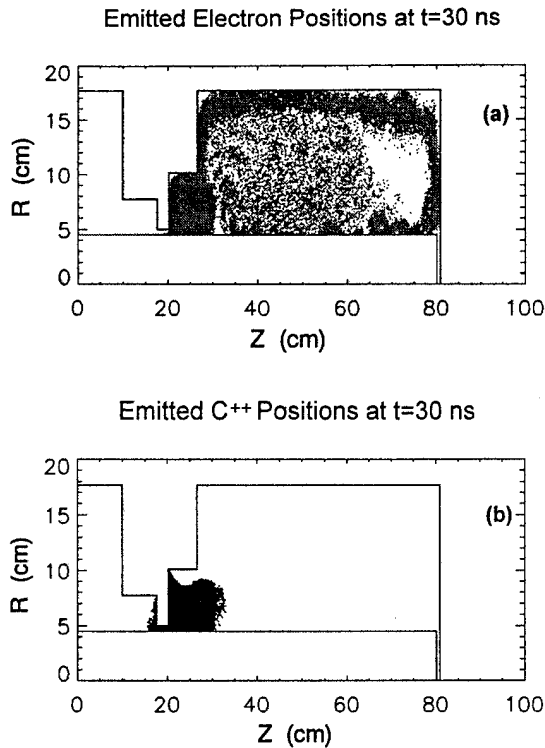 Emitted Electron Positions at t=30 ns
20
15
10
5
0
R (cm)
(a)
0 20 40 60 80 100
Z (cm)
Emitted C++ Positions at t=30 ns
20
15
10
5
0
R (cm)
(b)
0 20 40 60 80 100
Z (cm)